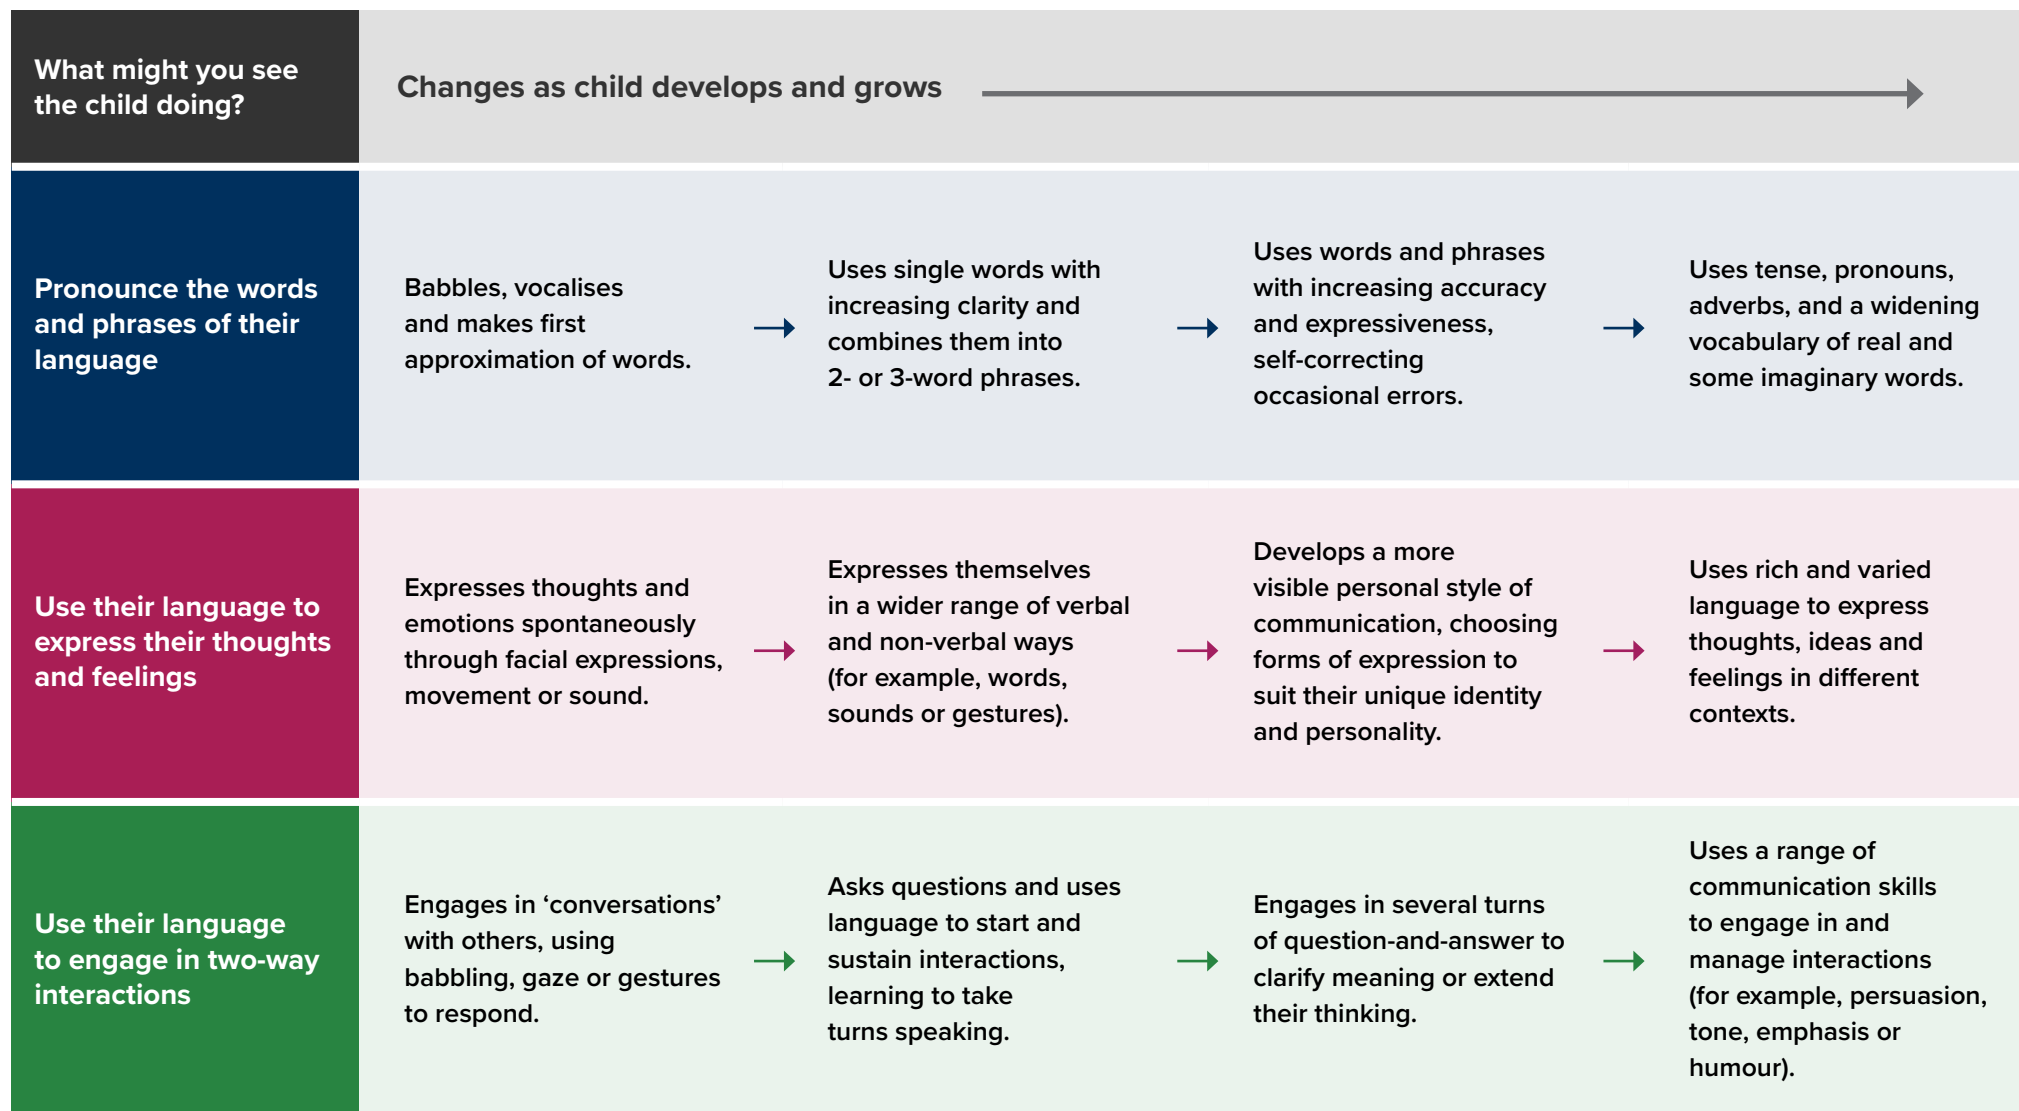 What might you see
the child doing?
Changes as child develops and grows
Pronounce the words
and phrases of their
language
Babbles, vocalises
and makes first
approximation of words.
Uses single words with
increasing clarity and
combines them into
2- or 3-word phrases.
Uses words and phrases
with increasing accuracy
and expressiveness,
self-correcting
occasional errors.
Uses tense, pronouns,
adverbs, and a widening
vocabulary of real and
some imaginary words.
Use their language to
express their thoughts
and feelings
Expresses thoughts and
emotions spontaneously
through facial expressions,
movement or sound.
Expresses themselves
in a wider range of verbal
and non-verbal ways
(for example, words,
sounds or gestures).
Develops a more
visible personal style of
communication, choosing
forms of expression to
suit their unique identity
and personality.
Uses rich and varied
language to express
thoughts, ideas and
feelings in different
contexts.
Use their language
to engage in two-way
interactions
Engages in ‘conversations’
with others, using
babbling, gaze or gestures
to respond.
Asks questions and uses
language to start and
sustain interactions,
learning to take
turns speaking.
Engages in several turns
of question-and-answer to
clarify meaning or extend
their thinking.
Uses a range of
communication skills
to engage in and
manage interactions
(for example, persuasion,
tone, emphasis or
humour).